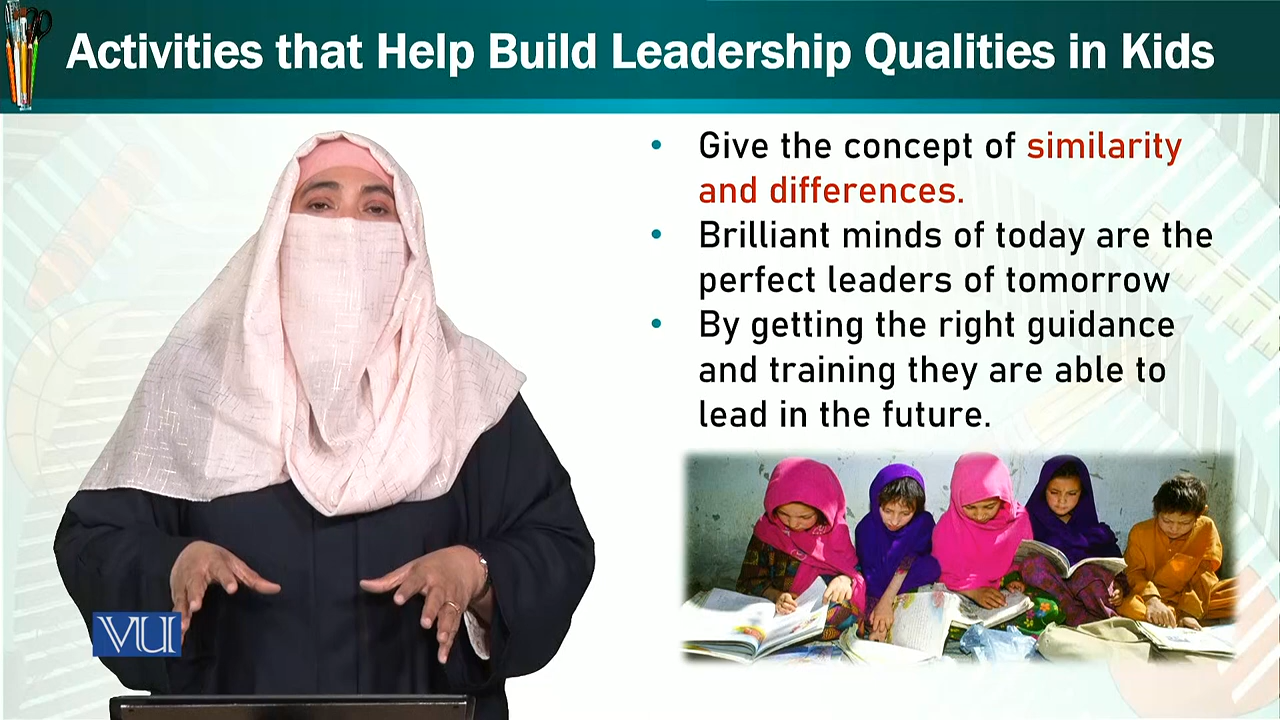 Activities that Help Build Leadership Qualities in Kids
• Give the concept of similarity
and differences.
• Brilliant minds of today are the
perfect leaders of tomorrow
• By getting the right guidance
and training they are able to
lead in the future.
VU